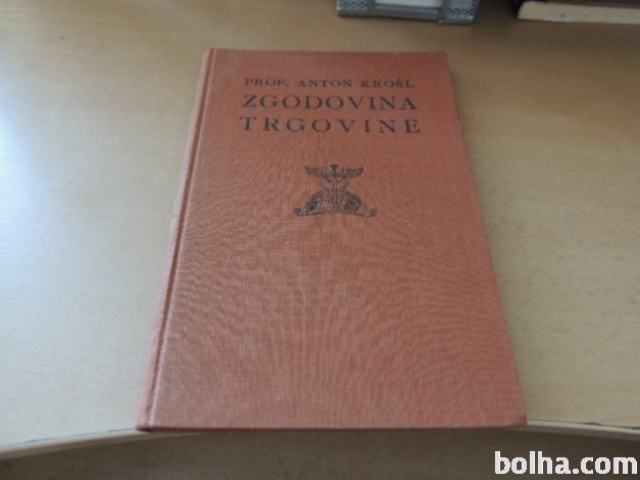 PROF. ANTON KROŠL
ZGODOVINA
TRGOVINE
bolha.com